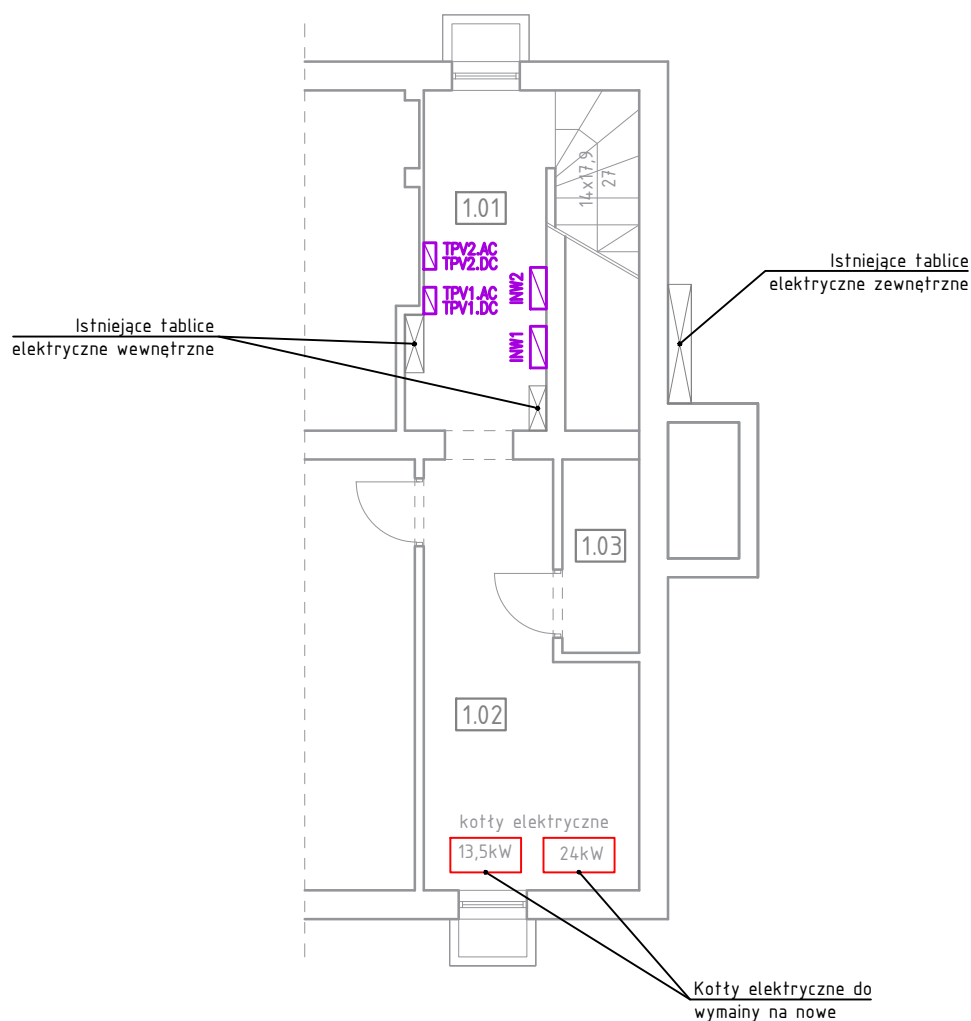 14x17,9
27
1.01
TPV2.AC
TPV2.DC
INW2
Istniejące tablice
elektryczne zewnętrzne
TPV1.AC
TPV1.DC
INW1
Istniejące tablice
elektryczne wewnętrzne
1.03
1.02
kotły elektryczne
13,5kW
24kW
Kotły elektryczne do
wymainy na nowe